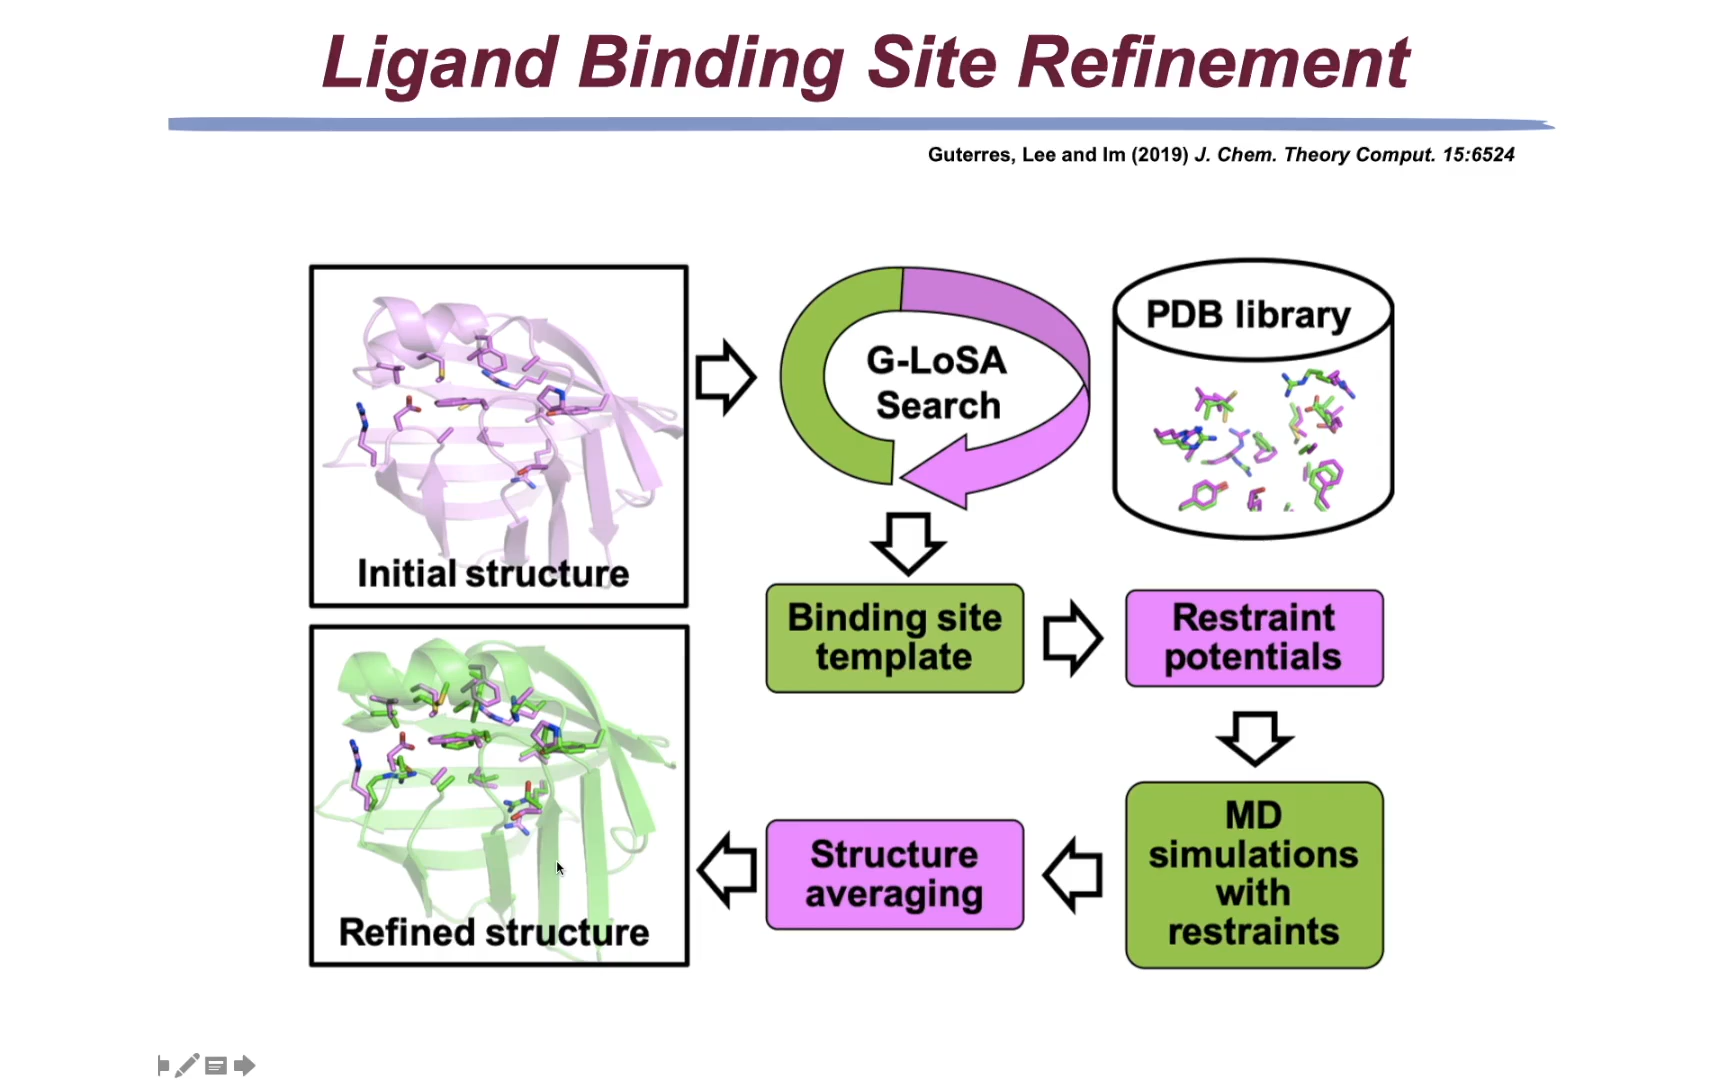 Ligand Binding Site Refinement
Guterres, Lee and Im (2019) J. Chem. Theory Comput. 15:6524
Initial structure
G-LoSA
Search
PDB library
Binding site
template
Restraint
potentials
MD
simulations
with
restraints
Structure
averaging
Refined structure